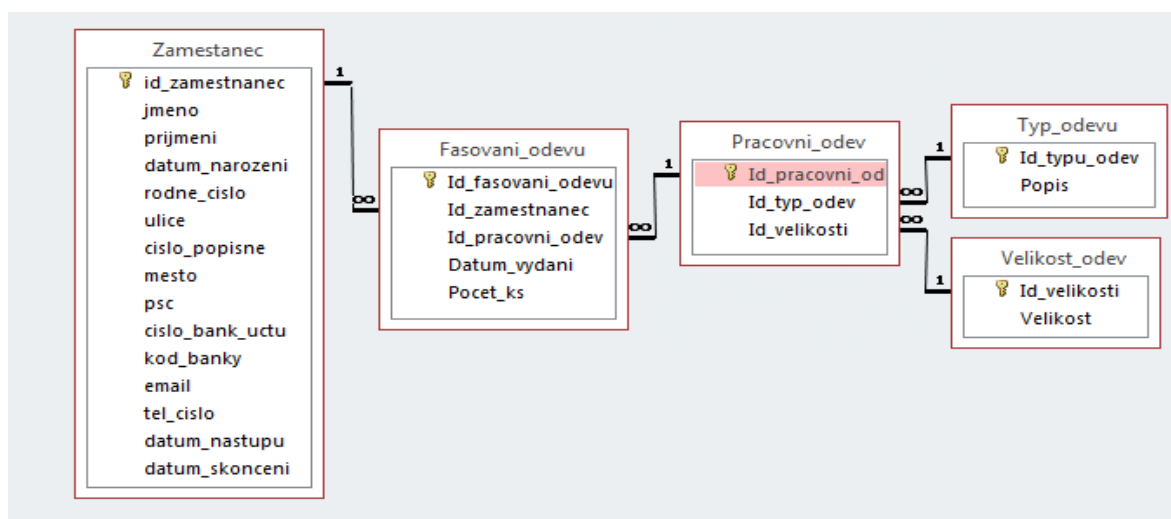 Zamestanec
id_zamestnanec
jmeno
prijmeni
datum_narozeni
rodne_cislo
ulice
cislo_popisne
mesto
psc
cislo_bank_uctu
kod_banky
email
tel_cislo
datum_nastupu
datum_skonceni
1
∞
Fasovani_odevu
Id_fasovani_odevu
Id_zamestnanec
Id_pracovni_odev
Datum_vydani
Pocet_ks
1
∞
Pracovni_odev
Id_pracovni_od
Id_typ_odev
Id_velikosti
1
∞
∞
1
Typ_odevu
Id_typu_odev
Popis
Velikost_odev
Id_velikosti
Velikost